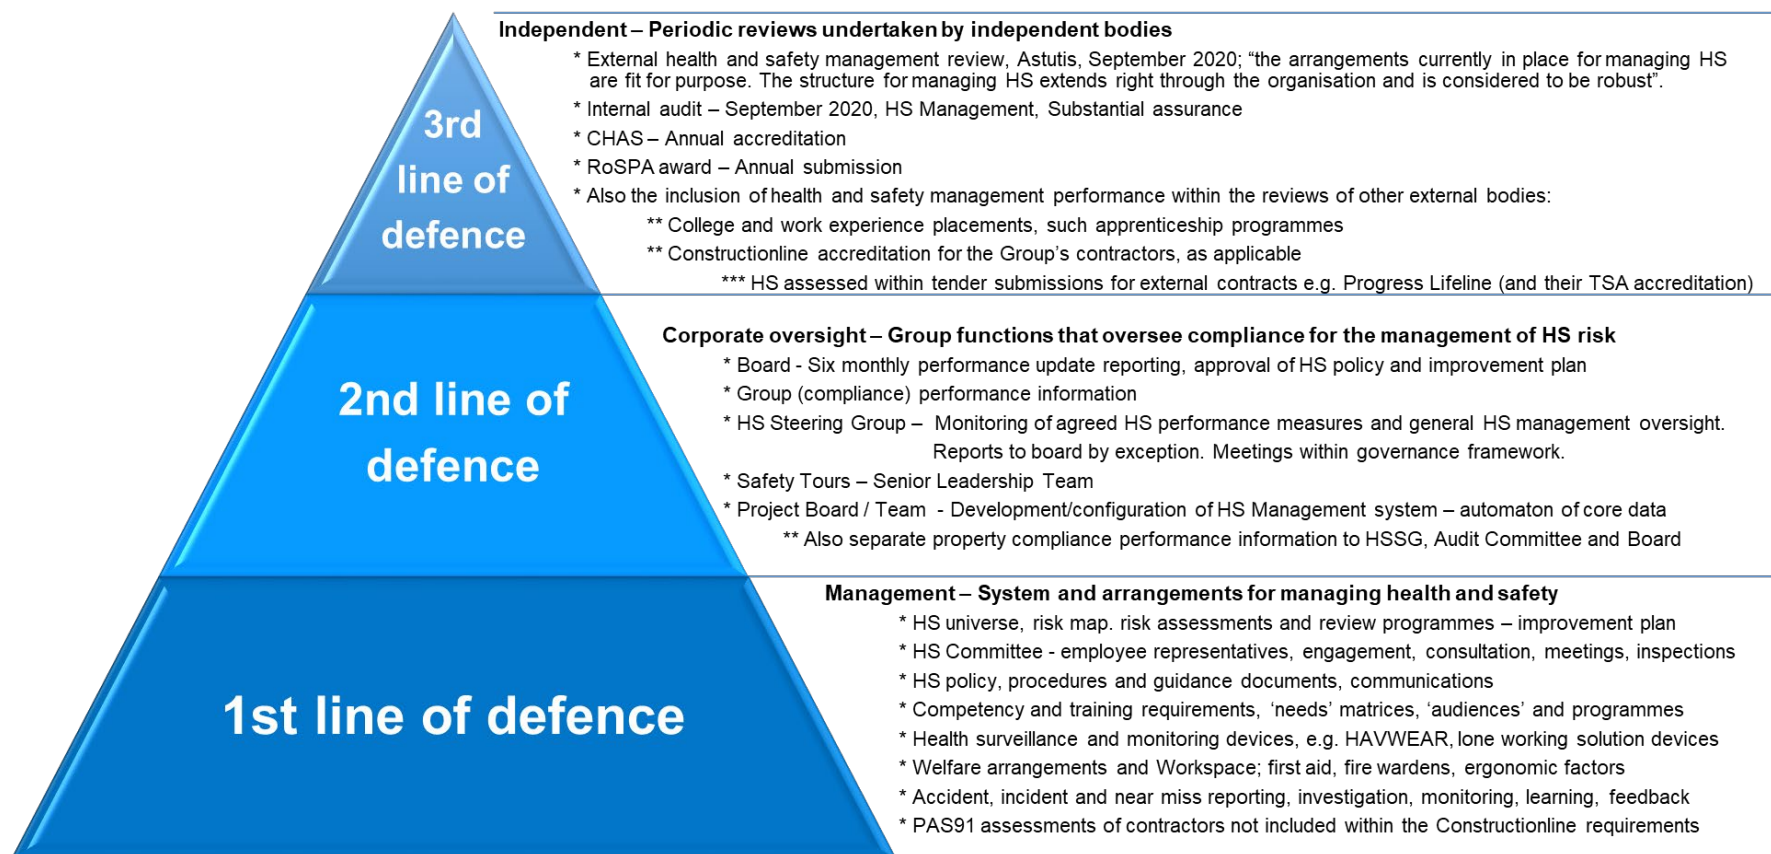 Independent – Periodic reviews undertaken by independent bodies
* External health and safety management review, Astutis, September 2020; “the arrangements currently in place for managing HS
are fit for purpose. The structure for managing HS extends right through the organisation and is considered to be robust”.
* Internal audit – September 2020, HS Management, Substantial assurance
* CHAS – Annual accreditation
* RoSPA award – Annual submission
* Also the inclusion of health and safety management performance within the reviews of other external bodies:
** College and work experience placements, such apprenticeship programmes
** Constructionline accreditation for the Group’s contractors, as applicable
*** HS assessed within tender submissions for external contracts e.g. Progress Lifeline (and their TSA accreditation)
3rd
line of
defence
Corporate oversight – Group functions that oversee compliance for the management of HS risk
* Board - Six monthly performance update reporting, approval of HS policy and improvement plan
* Group (compliance) performance information
* HS Steering Group – Monitoring of agreed HS performance measures and general HS management oversight.
Reports to board by exception. Meetings within governance framework.
* Safety Tours – Senior Leadership Team
* Project Board / Team - Development/configuration of HS Management system – automaton of core data
** Also separate property compliance performance information to HSSG, Audit Committee and Board
2nd line of
defence
Management – System and arrangements for managing health and safety
* HS universe, risk map. risk assessments and review programmes – improvement plan
* HS Committee - employee representatives, engagement, consultation, meetings, inspections
* HS policy, procedures and guidance documents, communications
* Competency and training requirements, ‘needs’ matrices, ‘audiences’ and programmes
* Health surveillance and monitoring devices, e.g. HAVWEAR, lone working solution devices
* Welfare arrangements and Workspace; first aid, fire wardens, ergonomic factors
* Accident, incident and near miss reporting, investigation, monitoring, learning, feedback
* PAS91 assessments of contractors not included within the Constructionline requirements
1st line of defence